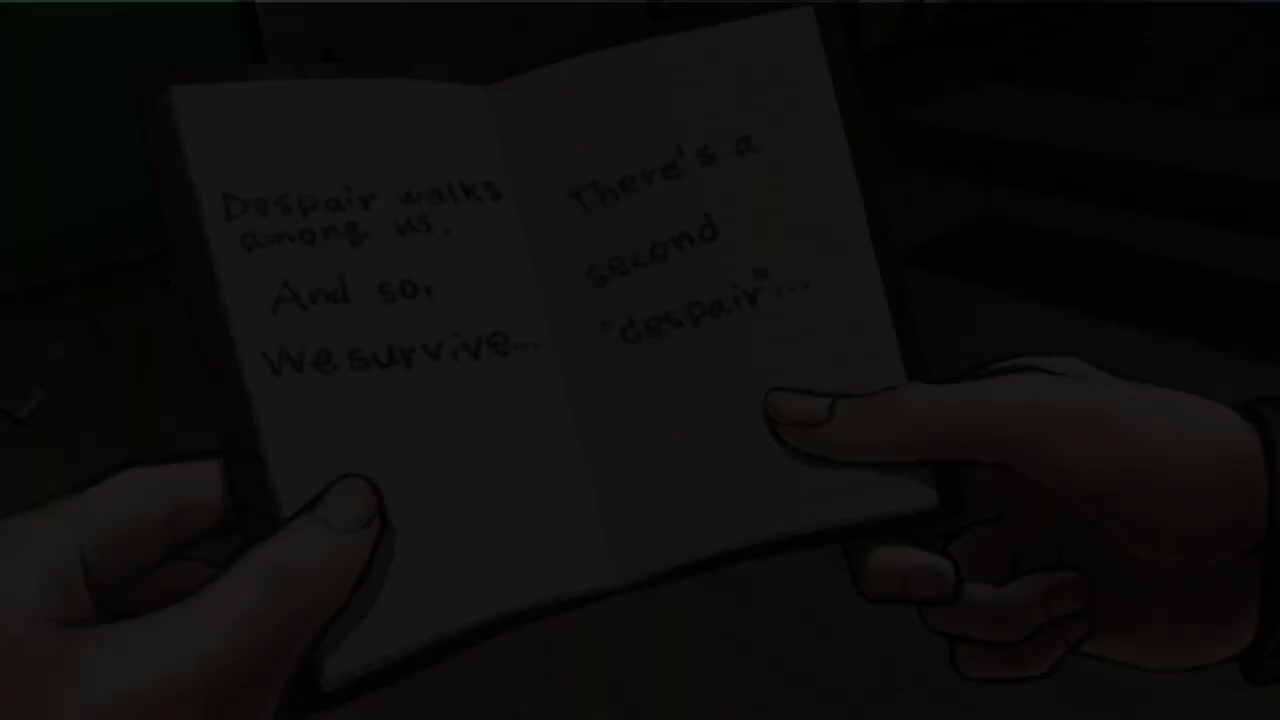 Despair walks
among us.
And so,
We survive...
There's a
second
"despair"...